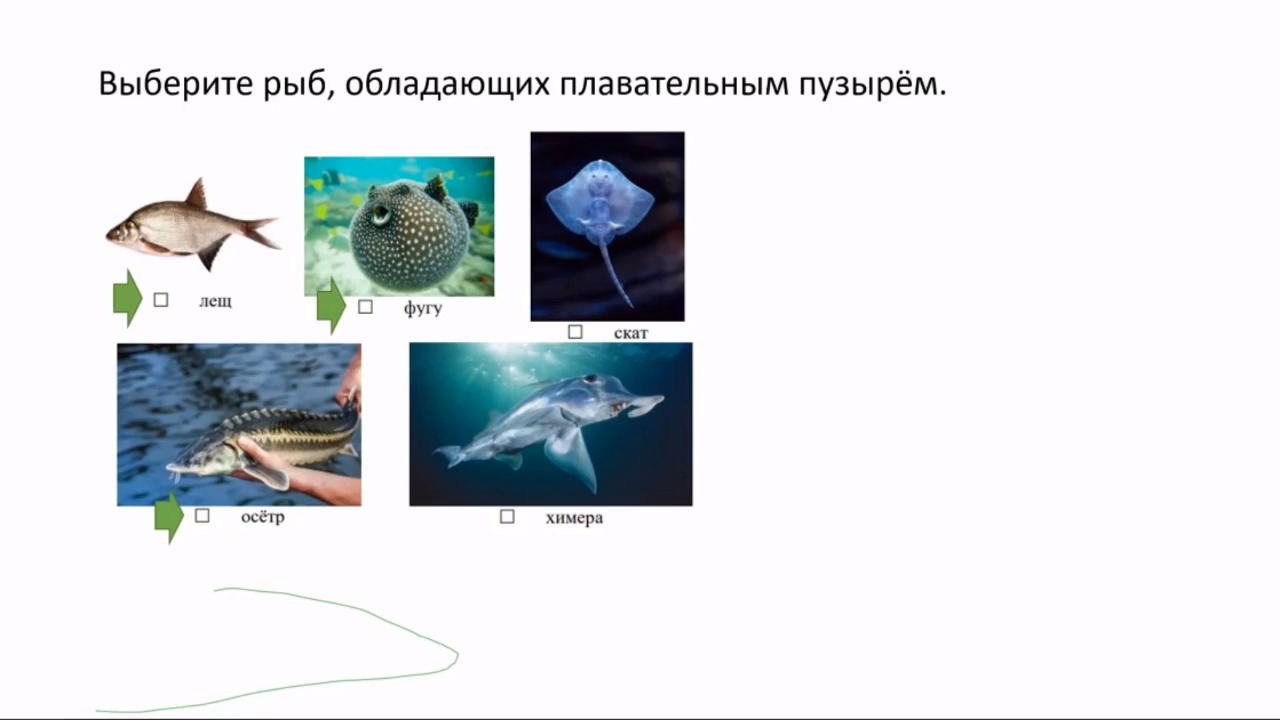 Выберите рыб, обладающих плавательным пузырём.
лещ
фугу
скат
осётр
химера